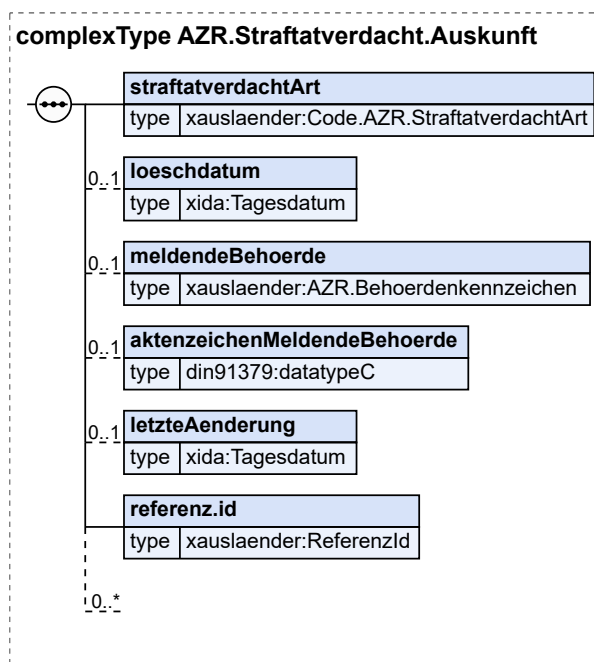 complexType AZR.Straftatverdacht.Auskunft
straftatverdachtArt
type xauslaender:Code.AZR.StraftatverdachtArt
0..1 loeschdatum
type xida:Tagesdatum
0..1 meldendeBehoerde
type xauslaender:AZR.Behoerdenkennzeichen
0..1 aktenzeichenMeldendeBehoerde
type din91379:datatypeC
0..1 letzteAenderung
type xida:Tagesdatum
referenz.id
type xauslaender:ReferenzId
0..*